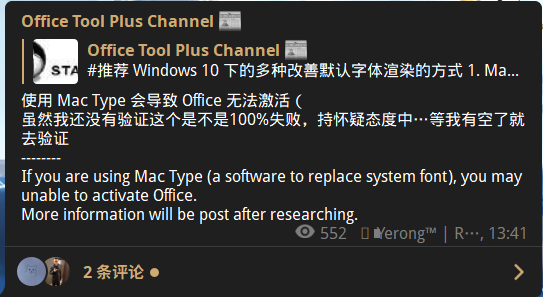 Office Tool Plus Channel
Office Tool Plus Channel
STA
#推荐 Windows 10 下的多种改善默认字体渲染的方式 1. Ma...
使用 Mac Type 会导致 Office 无法激活（
虽然我还没有验证这个是不是100%失败，持怀疑态度中…等我有空了就
去验证
--------
If you are using Mac Type (a software to replace system font), you may
unable to activate Office.
More information will be post after researching.
552 Yerong™ | R…, 13:41
2 条评论